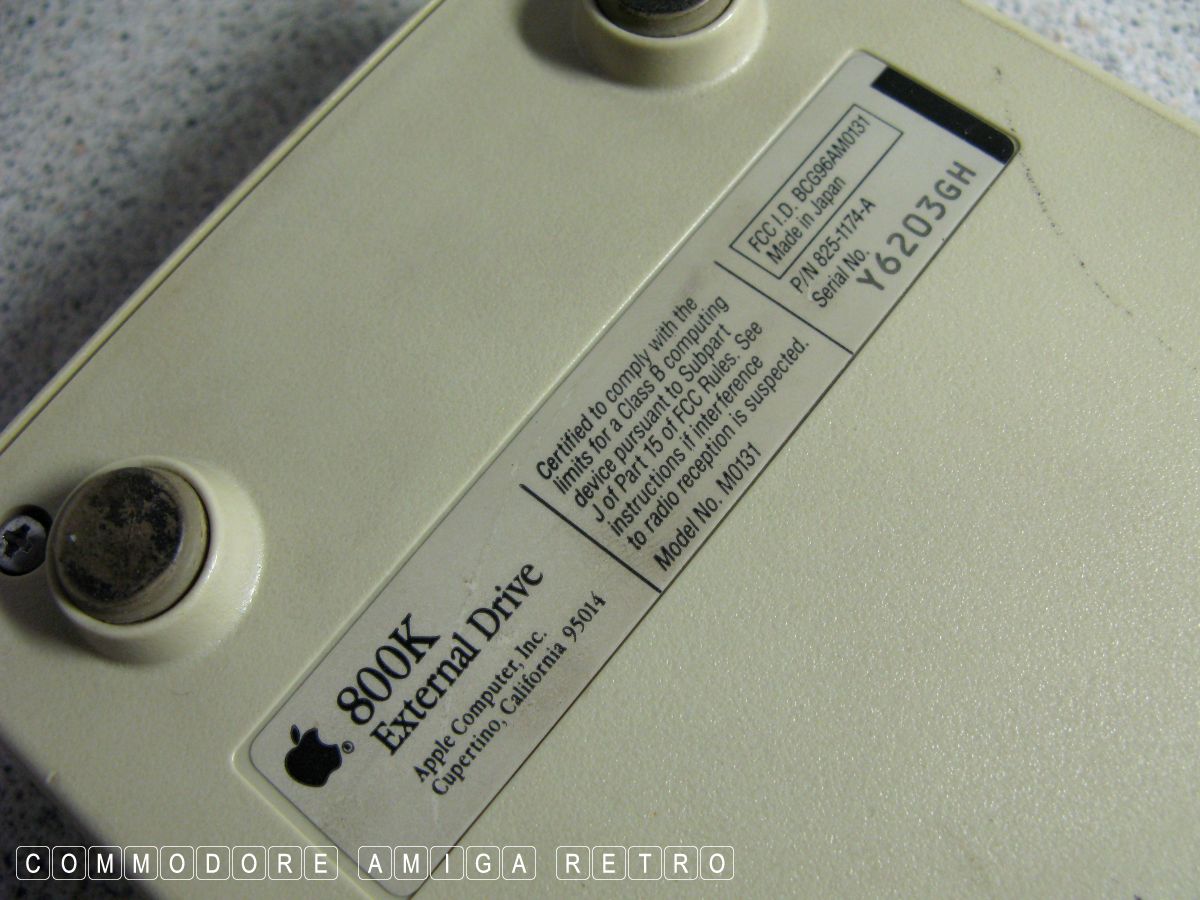 800K
External Drive
Apple Computer, Inc.
Cupertino, California 95014
Certified to comply with the
limits for a Class B computing
device pursuant to Subpart
J of Part 15 of FCC Rules. See
instructions if interference
to radio reception is suspected.
Model No. M0131
FCC I.D. BCG96AM0131
Made in Japan
P/N 825-1174-A
Serial No.
Y6203GH
COMMODORE AMIGA RETRO